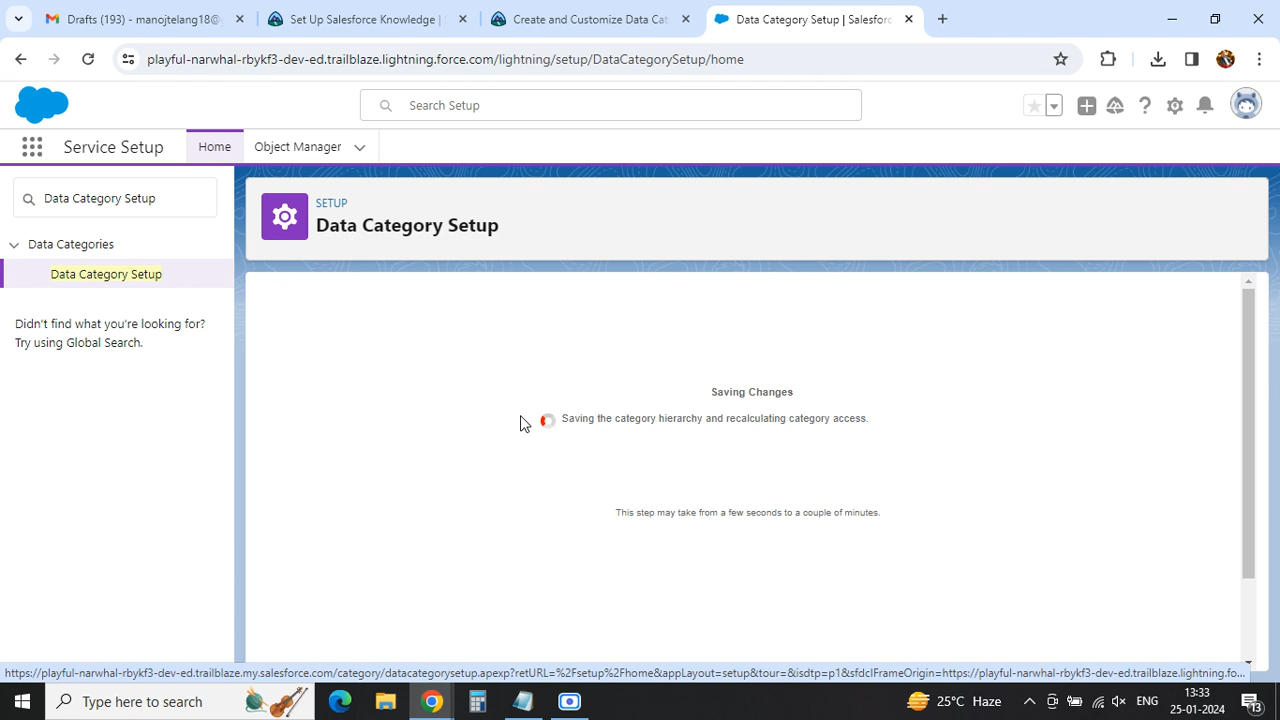 Drafts (193) - manojtelang18@
Set Up Salesforce Knowledge |
Create and Customize Data Cat
Data Category Setup | Salesforc
playful-narwhal-rbykf3-dev-ed.trailblaze.lightning.force.com/lightning/setup/DataCategorySetup/home
Search Setup
Service Setup
Home
Object Manager
Data Category Setup
Data Categories
Data Category Setup
Didn't find what you're looking for?
Try using Global Search.
SETUP
Data Category Setup
Saving Changes
Saving the category hierarchy and recalculating category access.
This step may take from a few seconds to a couple of minutes.
https://playful-narwhal-rbykf3-dev-ed.trailblaze.my.salesforce.com/category/datacategorysetup.apexp?retURL=%2Fsetup%2Fhome&appLayout=setup&tour=&isdtp=p1&sfdcIFrameOrigin=https://playful-narwhal-rbykf3-dev-ed.trailblaze.lightning.fo...
Type here to search
25°C Haze
ENG
13:33
25-01-2024
13